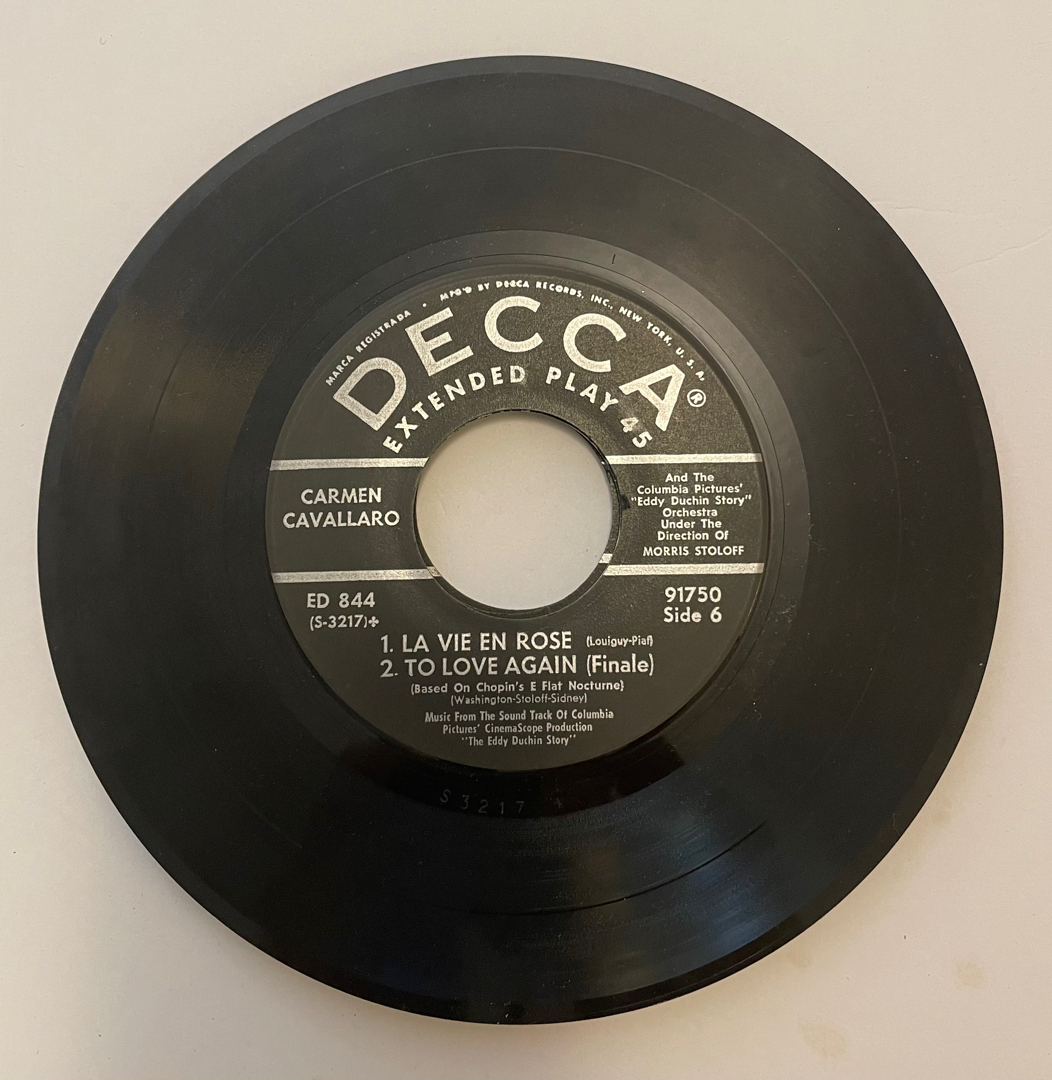 MARCA REGISTRADA • MFG'D BY DECCA RECORDS, INC., NEW YORK, U. S. A.
DECCA®
EXTENDED PLAY 45
CARMEN
CAVALLARO
And The
Columbia Pictures'
"Eddy Duchin Story"
Orchestra
Under The
Direction Of
MORRIS STOLOFF
ED 844
(S-3217)✤
91750
Side 6
1. LA VIE EN ROSE (Louiguy-Piaf)
2. TO LOVE AGAIN (Finale)
(Based On Chopin's E Flat Nocturne)
(Washington-Stoloff-Sidney)
Music From The Sound Track Of Columbia
Pictures' CinemaScope Production
"The Eddy Duchin Story"
S 3217